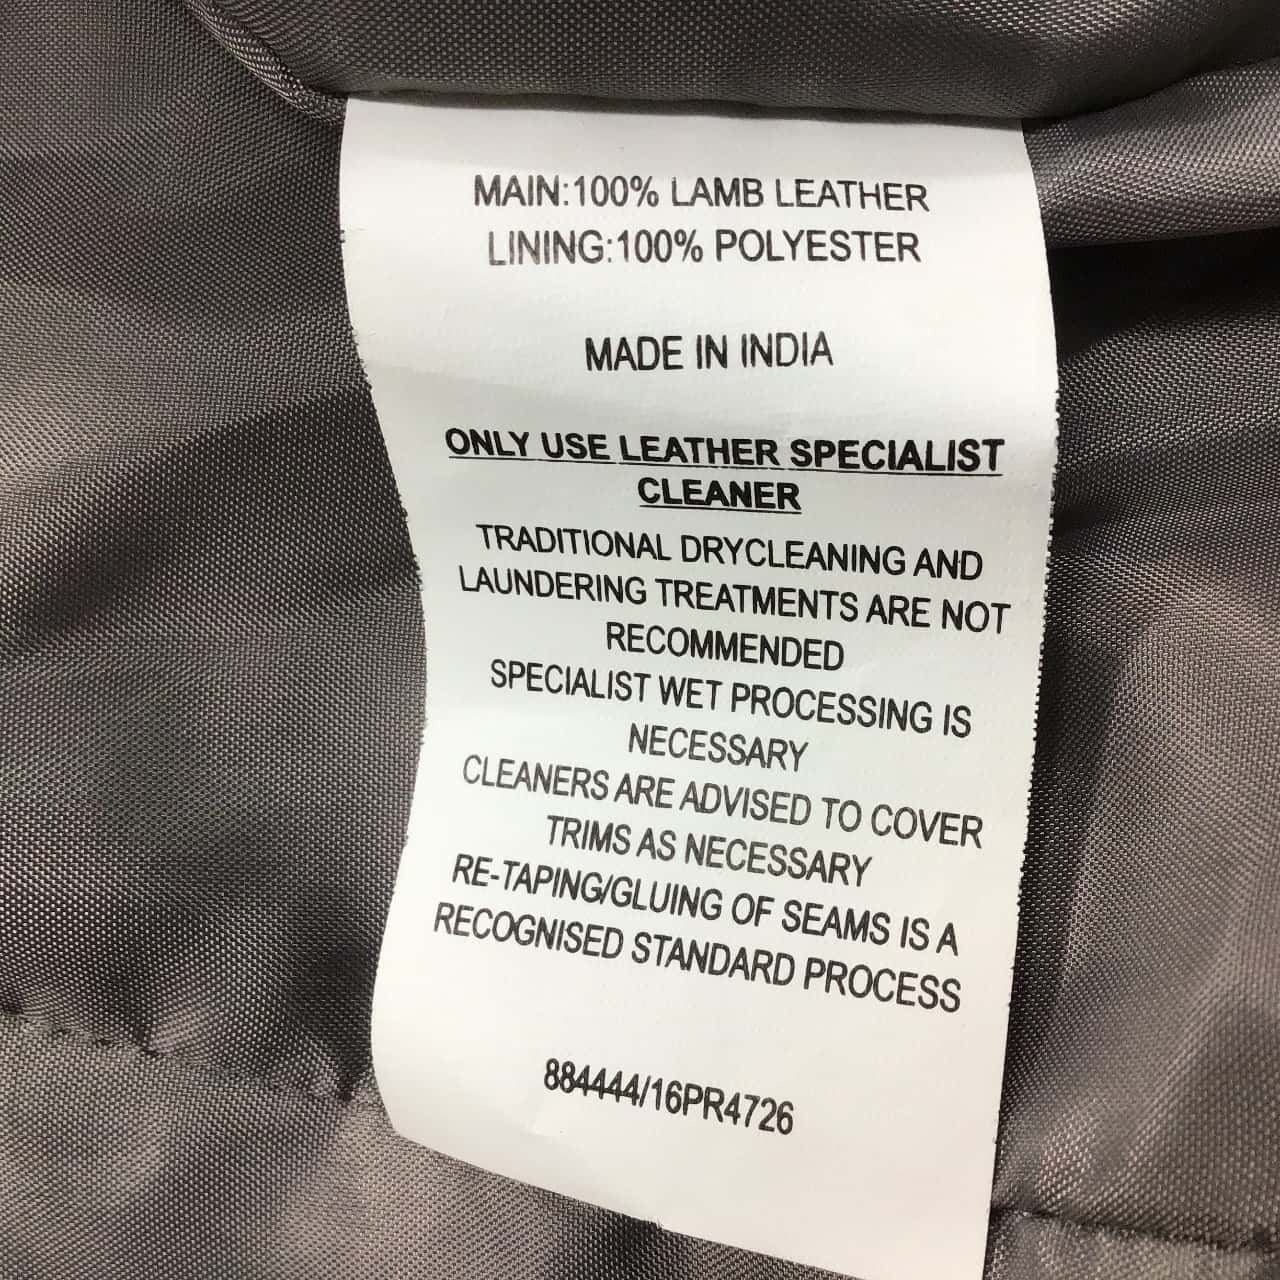 MAIN:100% LAMB LEATHER
LINING:100% POLYESTER
MADE IN INDIA
ONLY USE LEATHER SPECIALIST
CLEANER
TRADITIONAL DRYCLEANING AND
LAUNDERING TREATMENTS ARE NOT
RECOMMENDED
SPECIALIST WET PROCESSING IS
NECESSARY
CLEANERS ARE ADVISED TO COVER
TRIMS AS NECESSARY
RE-TAPING/GLUING OF SEAMS IS A
RECOGNISED STANDARD PROCESS
884444/16PR4726